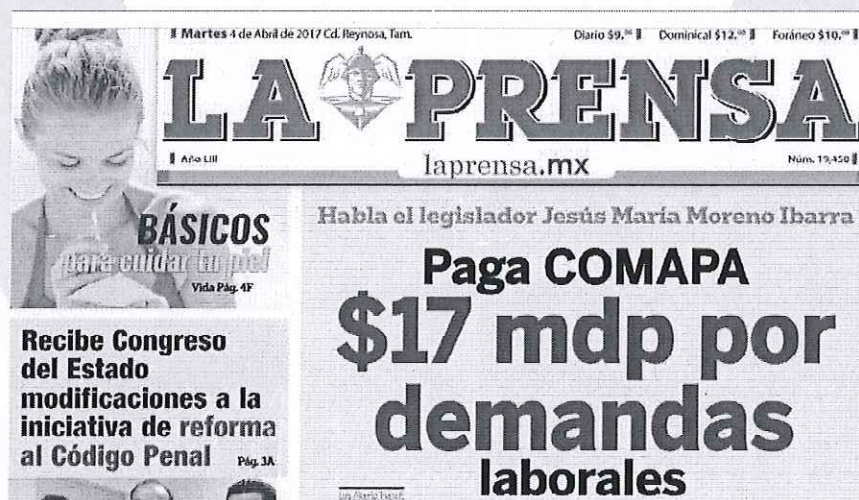 Martes 4 de Abril de 2017 Cd. Reynosa, Tam. Diario $9.⁰⁰ Dominical $12.⁰⁰ Foráneo $10.⁰⁰
LA PRENSA
Año LIII laprensa.mx Núm. 19,450
BÁSICOS
para cuidar tu piel
Vida Pág. 4F
Recibe Congreso
del Estado
modificaciones a la
iniciativa de reforma
al Código Penal Pág. 3A
Habla el legislador Jesús María Moreno Ibarra
Paga COMAPA
$17 mdp por
demandas
laborales